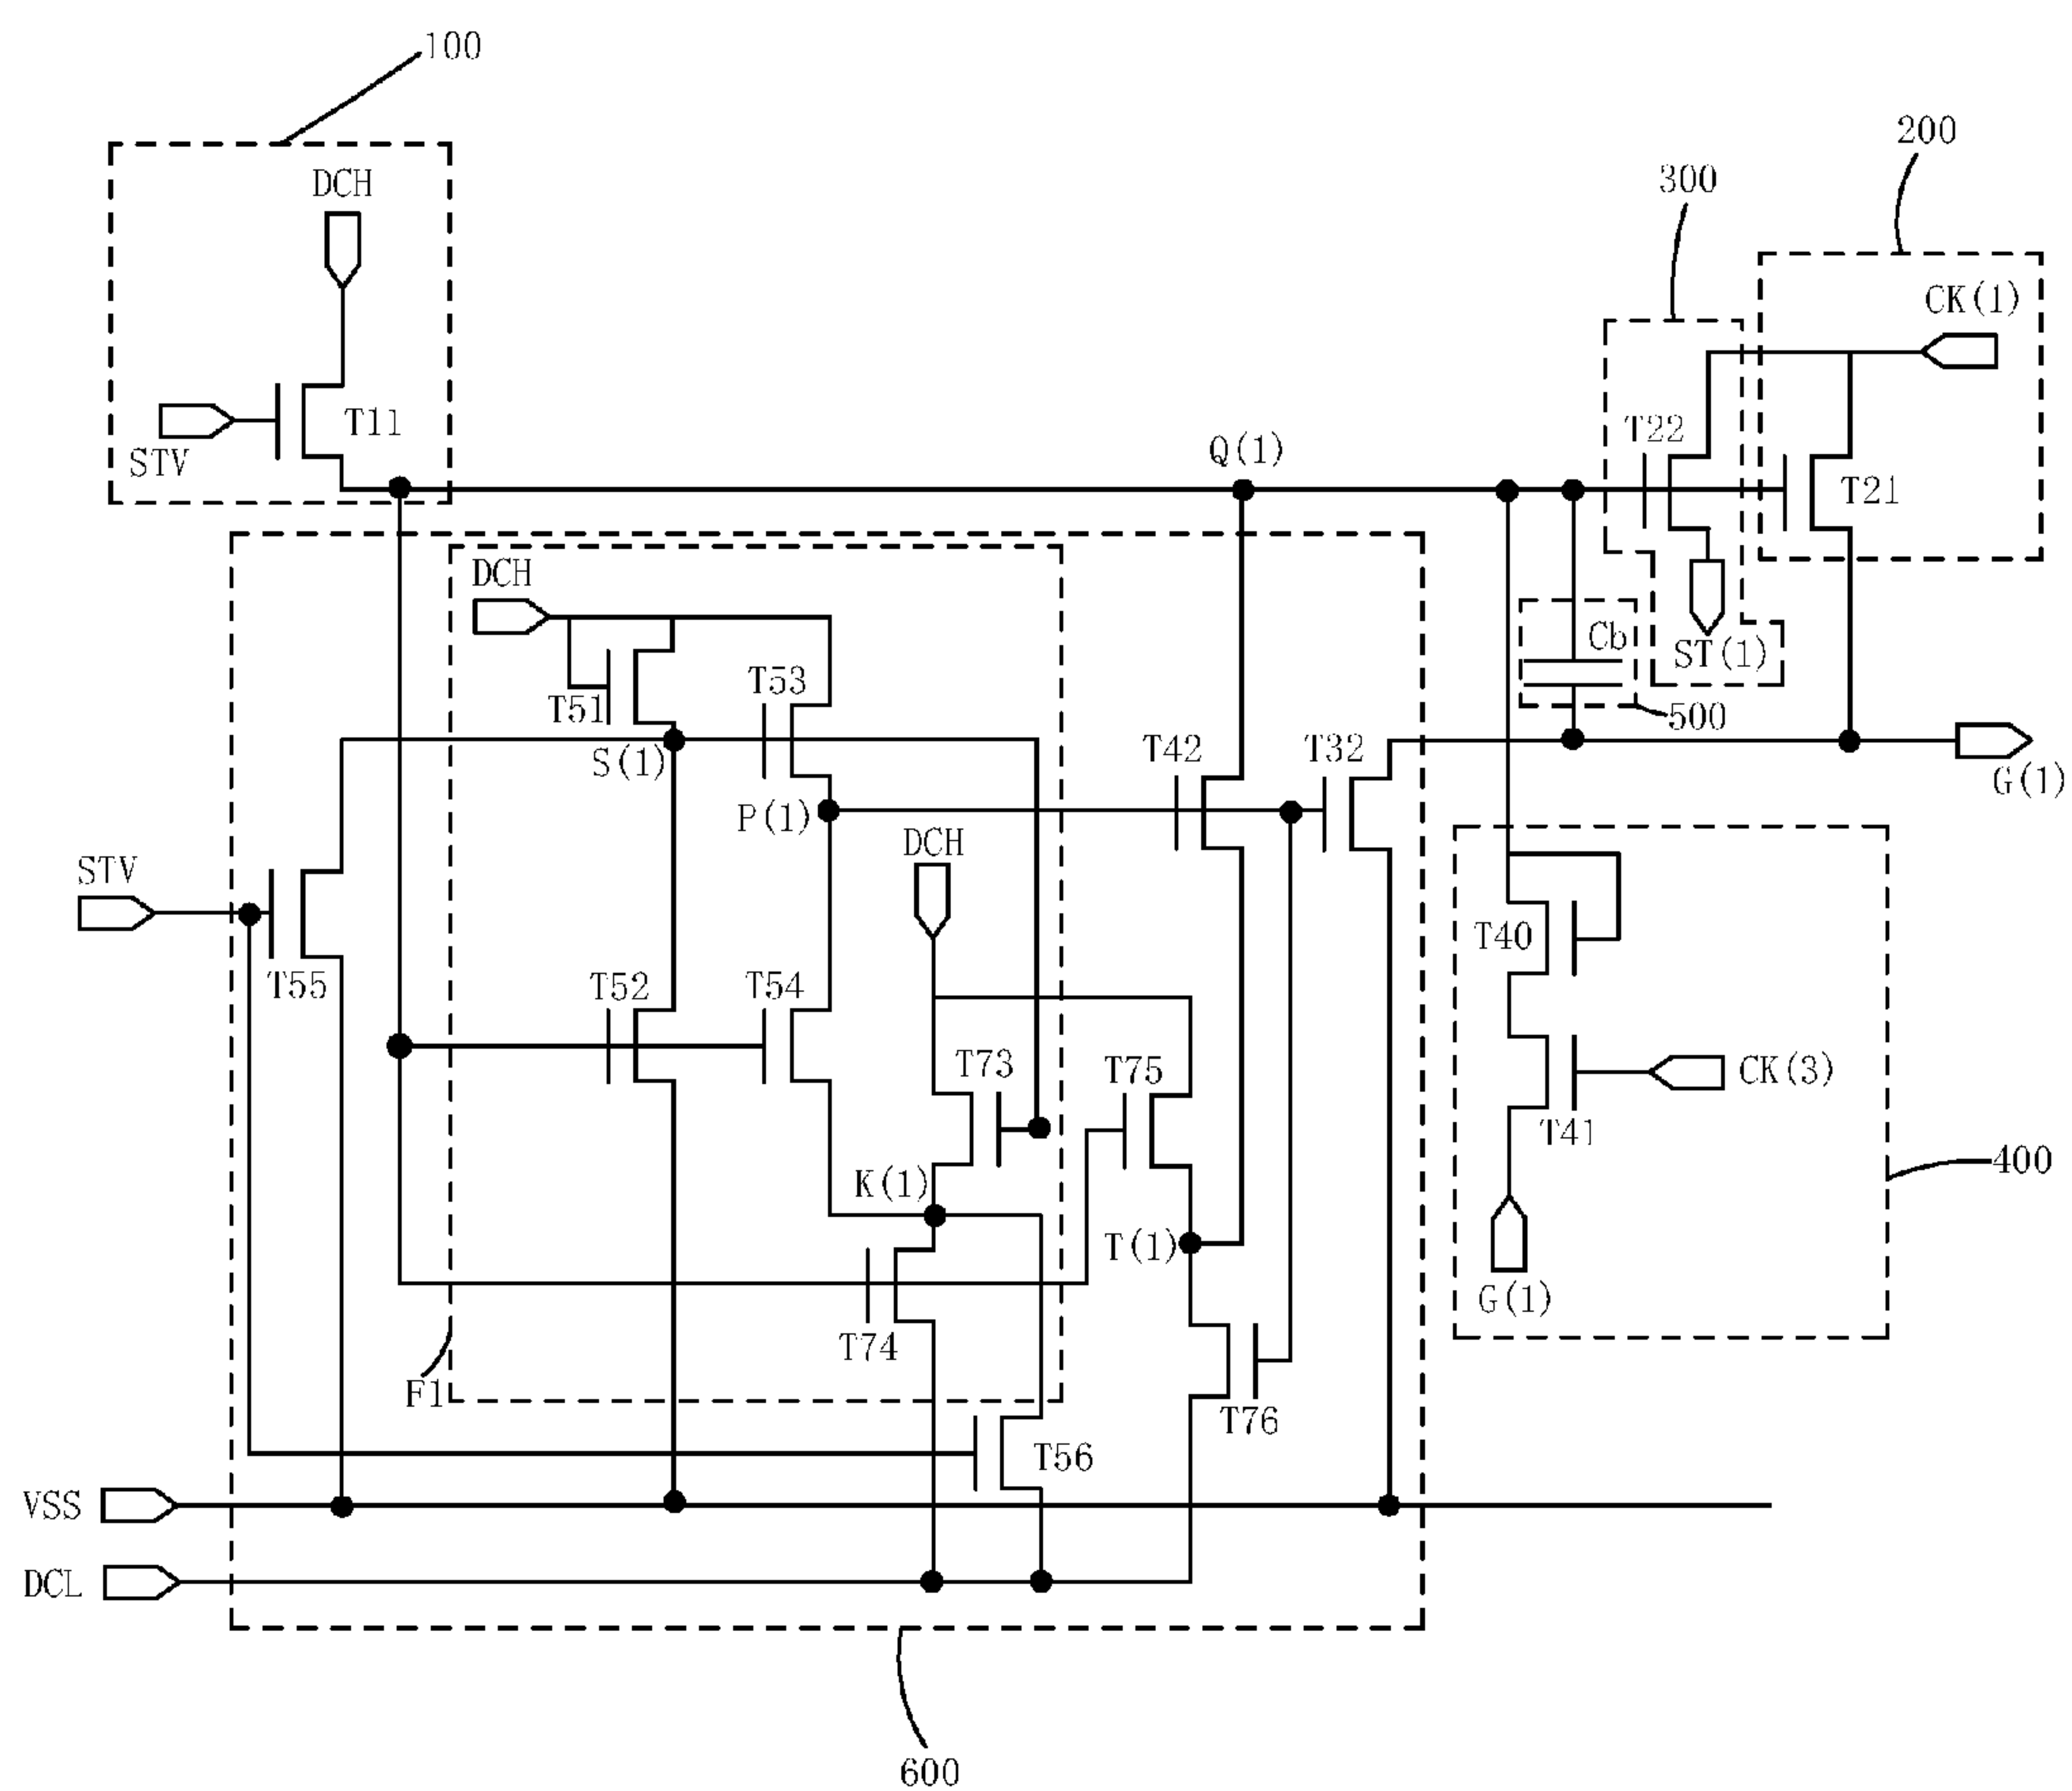 100
DCH
200
300
CK(1)
STV
T11
Q(1)
T22
T21
DCH
Cb
ST(1)
T51
T53
500
S(1)
T42
T32
G(1)
P(1)
DCH
STV
T55
T52
T54
T40
T73
T75
CK(3)
T41
400
K(1)
T(1)
G(1)
T74
F1
T76
T56
VSS
DCL
600